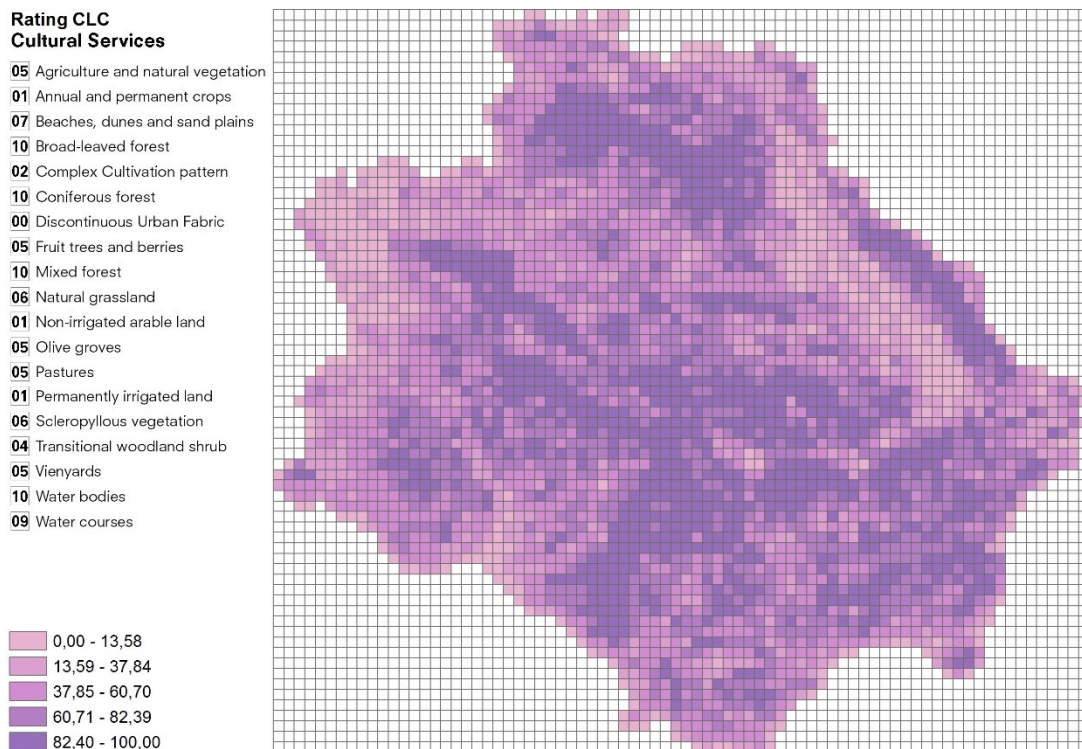 Rating CLC
Cultural Services
05 Agriculture and natural vegetation
01 Annual and permanent crops
07 Beaches, dunes and sand plains
10 Broad-leaved forest
02 Complex Cultivation pattern
10 Coniferous forest
00 Discontinuous Urban Fabric
05 Fruit trees and berries
10 Mixed forest
06 Natural grassland
01 Non-irrigated arable land
05 Olive groves
05 Pastures
01 Permanently irrigated land
06 Scleropyllous vegetation
04 Transitional woodland shrub
05 Vienyards
10 Water bodies
09 Water courses
0,00 - 13,58
13,59 - 37,84
37,85 - 60,70
60,71 - 82,39
82,40 - 100,00